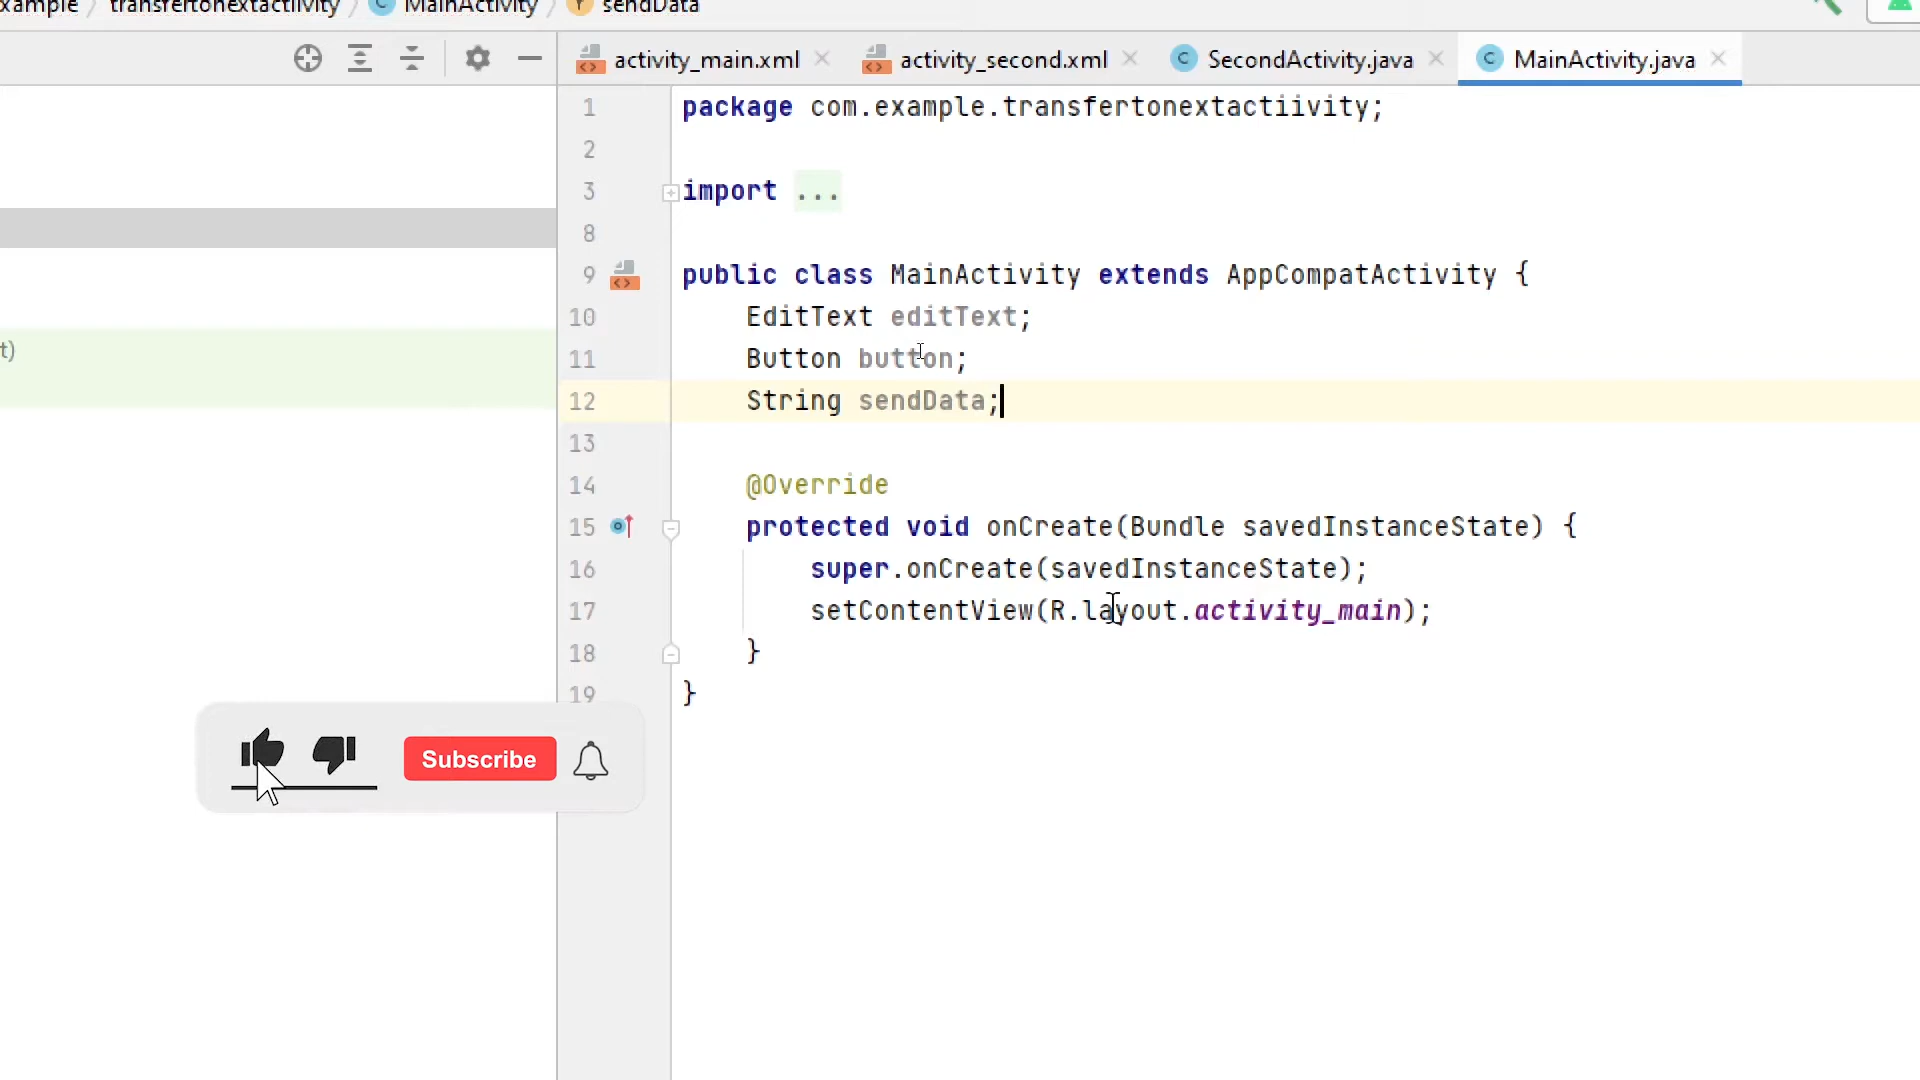 xample transfertonextactiivity MainActivity sendData
activity_main.xml activity_second.xml SecondActivity.java MainActivity.java
1 package com.example.transfertonextactiivity;
2
3 import ...
8
9 public class MainActivity extends AppCompatActivity {
10 EditText editText;
11 Button button;
t)
12 String sendData;
13
14 @Override
15 protected void onCreate(Bundle savedInstanceState) {
16 super.onCreate(savedInstanceState);
17 setContentView(R.layout.activity_main);
18 }
19 }
Subscribe